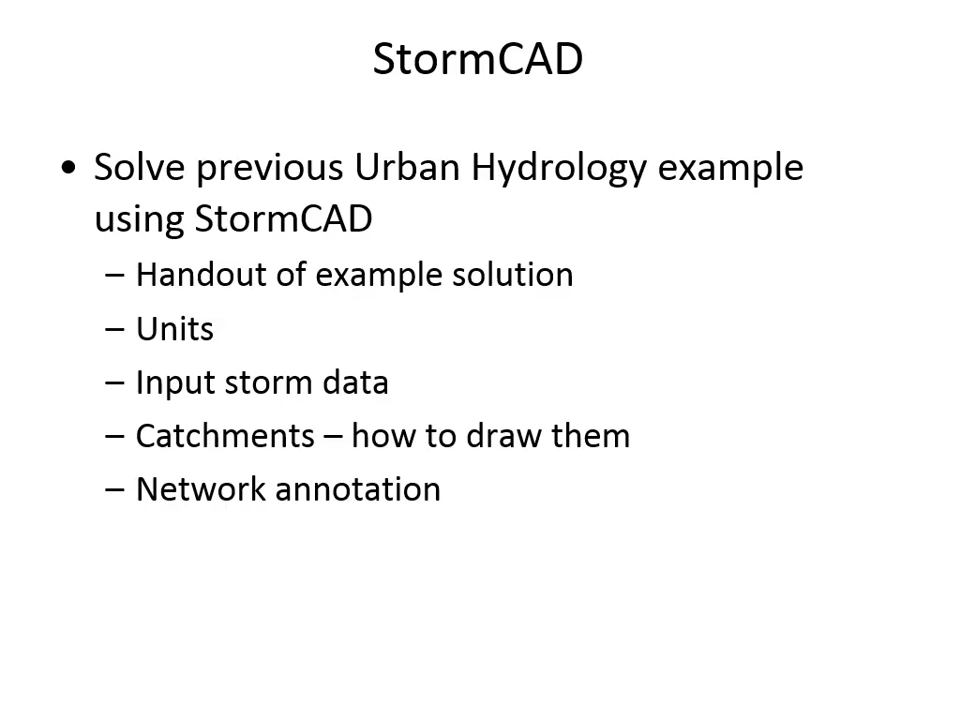 StormCAD
• Solve previous Urban Hydrology example
using StormCAD
– Handout of example solution
– Units
– Input storm data
– Catchments – how to draw them
– Network annotation